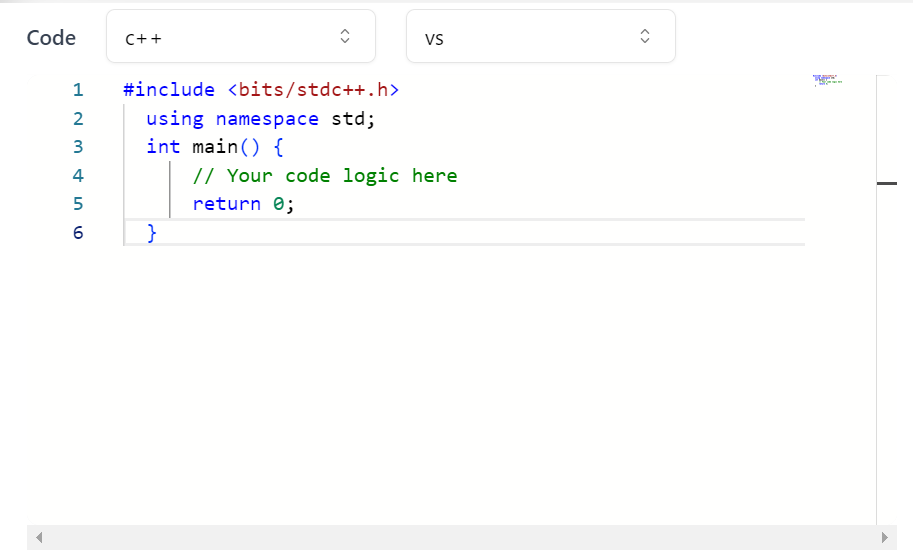 Code c++ vs
1 #include <bits/stdc++.h>
2 using namespace std;
3 int main() {
4 // Your code logic here
5 return 0;
6 }